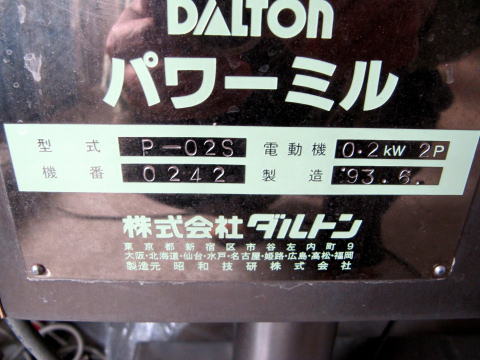 DALTON
パワーミル
型式 P-02S 電動機 0.2kW 2P
機番 0242 製造 '93.6.
株式会社ダルトン
東京都新宿区市谷左内町9
大阪・北海道・仙台・水戸・名古屋・姫路・広島・高松・福岡
製造元 昭和技研株式会社